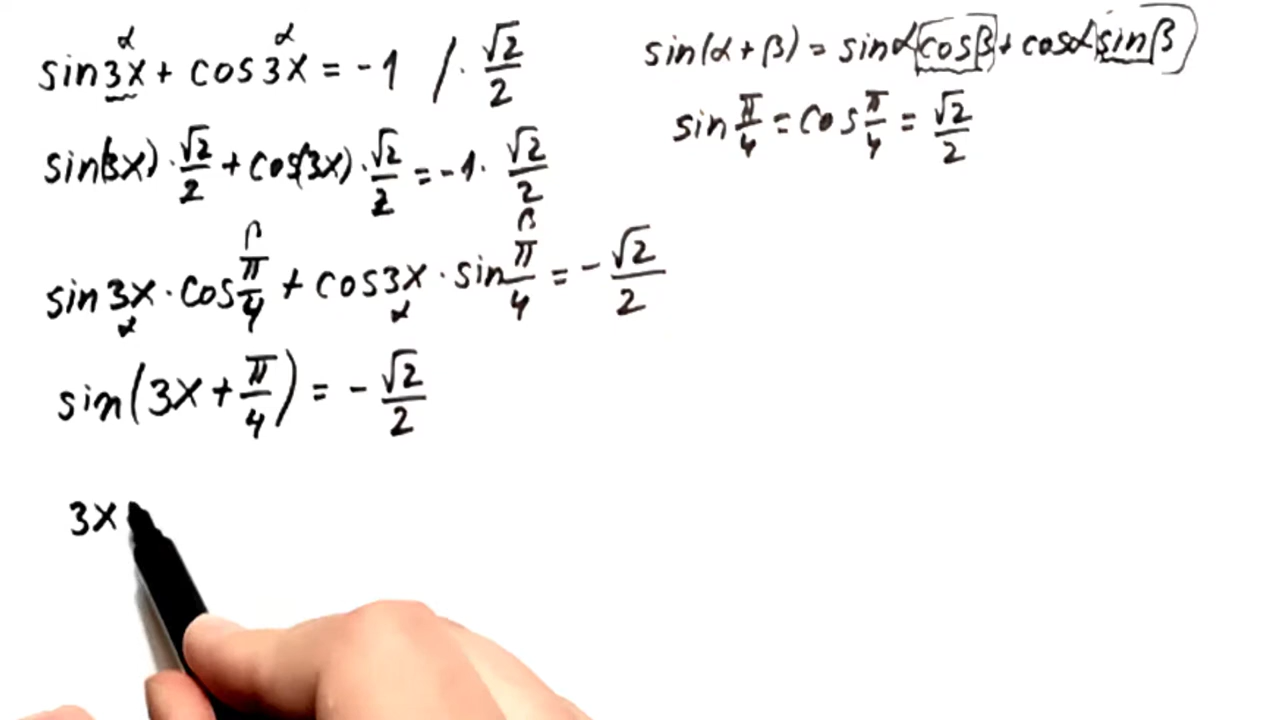 α α
sin3x + cos3x = -1 / · √2/2
sin(3x) · √2/2 + cos(3x) · √2/2 = -1 · √2/2
β β
sin3x · cos π/4 + cos3x · sin π/4 = - √2/2
α α
sin(3x + π/4) = - √2/2
3x
sin(α + β) = sinα cosβ + cosα sinβ
sin π/4 = cos π/4 = √2/2